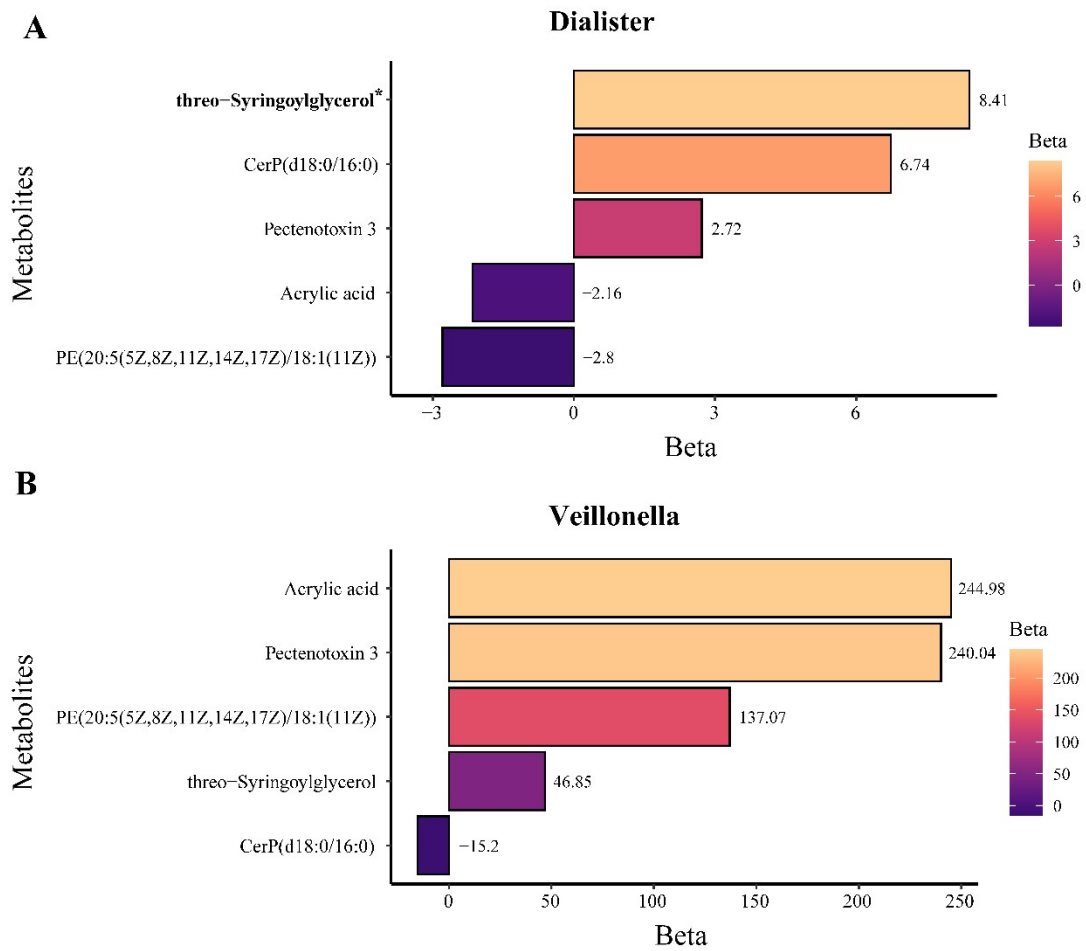 A
Dialister
Metabolites
threo−Syringoylglycerol*
8.41
CerP(d18:0/16:0)
6.74
Pectenotoxin 3
2.72
Acrylic acid
−2.16
PE(20:5(5Z,8Z,11Z,14Z,17Z)/18:1(11Z))
−2.8
−3
0
3
6
Beta
Beta
6
3
0
B
Veillonella
Metabolites
Acrylic acid
244.98
Pectenotoxin 3
240.04
PE(20:5(5Z,8Z,11Z,14Z,17Z)/18:1(11Z))
137.07
threo−Syringoylglycerol
46.85
CerP(d18:0/16:0)
−15.2
0
50
100
150
200
250
Beta
Beta
200
150
100
50
0